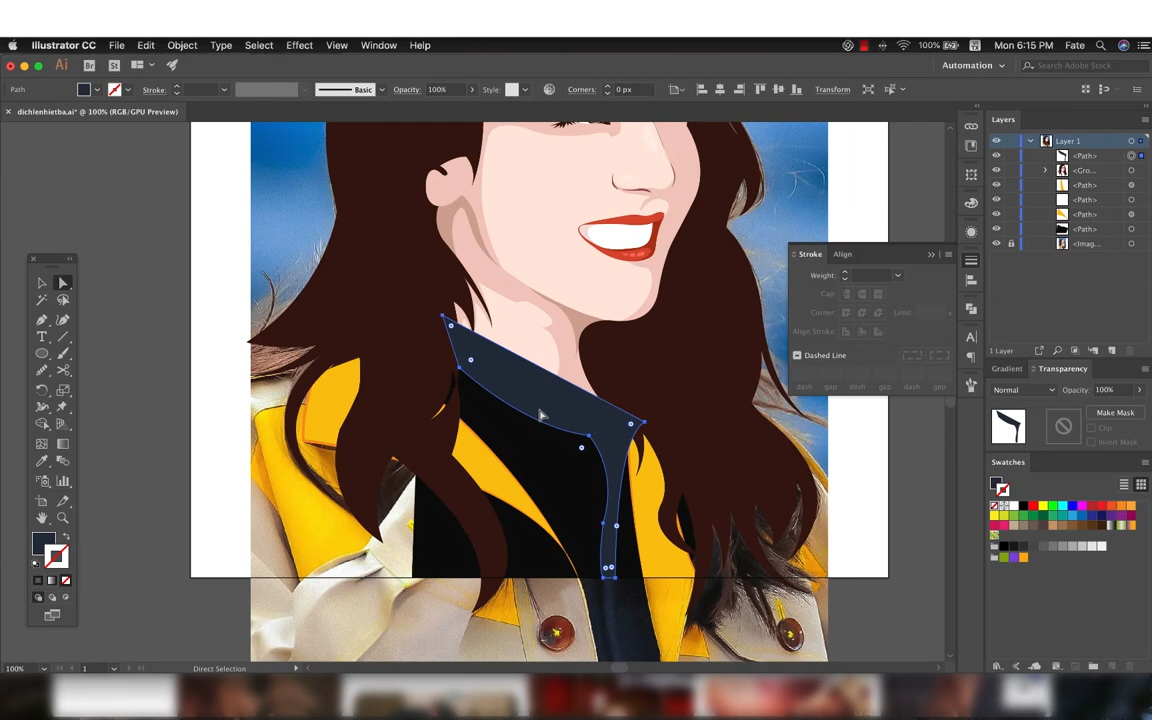 Illustrator CC File Edit Object Type Select Effect View Window Help 100% Mon 6:15 PM Fate
Ai Br St Automation Search Adobe Stock
Path Stroke: Basic Opacity: 100% Style: Corners: 0 px Transform
dichlenhietba.ai* @ 100% (RGB/GPU Preview)
Layers
Layer 1
<Path>
<Gro...
<Path>
<Path>
<Path>
<Path>
<Imag...
1 Layer
Stroke Align
Weight:
Cap:
Corner: Limit:
Align Stroke:
Dashed Line
dash gap dash gap dash gap
Gradient Transparency
Normal Opacity: 100%
Make Mask
Clip
Invert Mask
Swatches
100% 1 Direct Selection